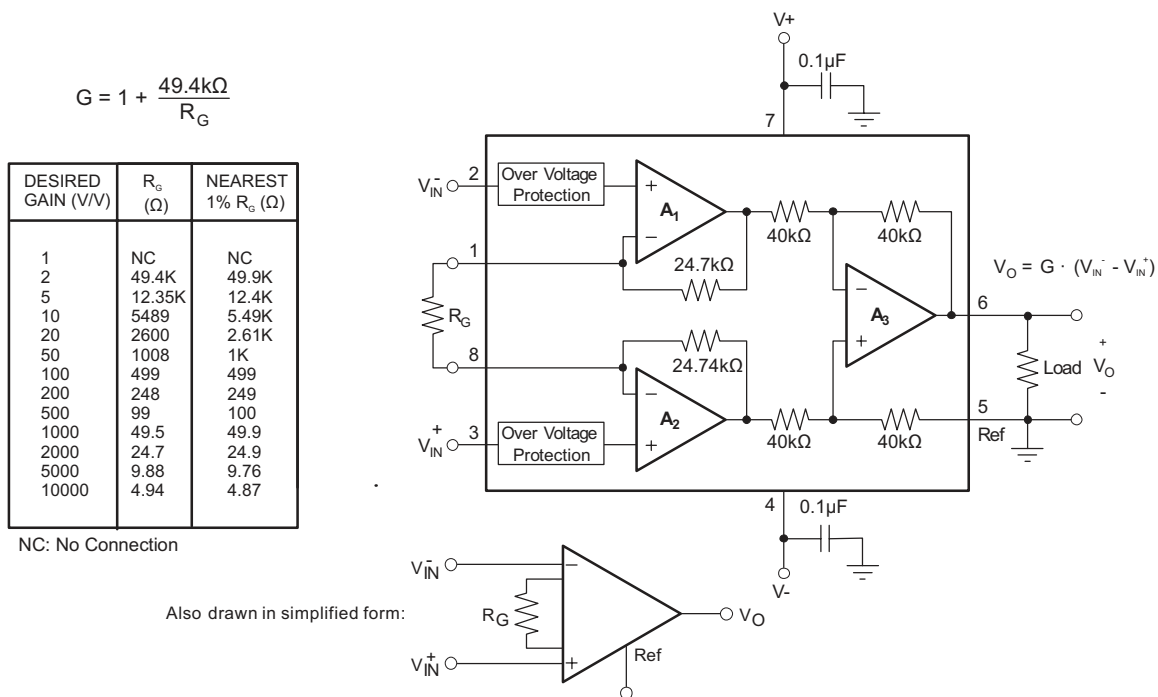 G = 1 + 49.4kΩ / R_G
DESIRED GAIN (V/V) R_G (Ω) NEAREST 1% R_G (Ω)
1 NC NC
2 49.4K 49.9K
5 12.35K 12.4K
10 5489 5.49K
20 2600 2.61K
50 1008 1K
100 499 499
200 248 249
500 99 100
1000 49.5 49.9
2000 24.7 24.9
5000 9.88 9.76
10000 4.94 4.87
NC: No Connection
V+
0.1µF
7
V_IN^- 2 Over Voltage
Protection
+
A_1
−
1
24.7kΩ
40kΩ
40kΩ
R_G
8
24.74kΩ
−
A_2
+
V_IN^+ 3 Over Voltage
Protection
−
A_3
+
6
40kΩ
40kΩ
5
Ref
V_O = G · (V_IN^- - V_IN^+)
Load
+
V_O
-
4
0.1µF
V-
Also drawn in simplified form:
V_IN^-
−
R_G
V_IN^+
+
V_O
Ref